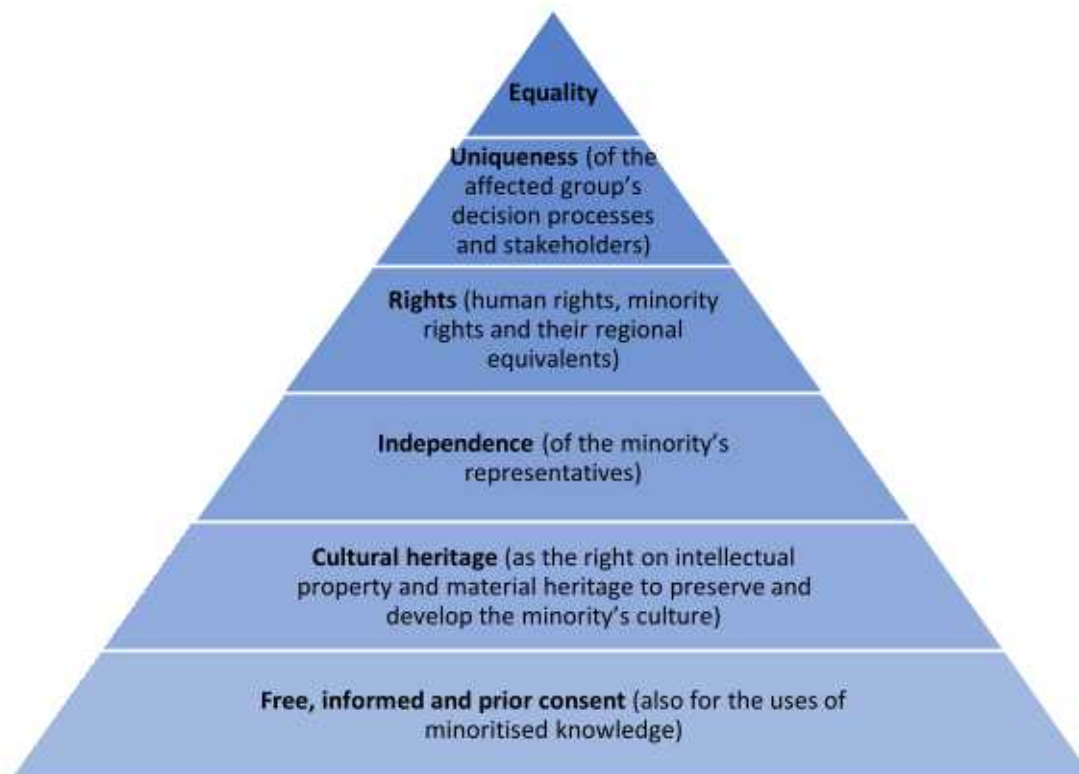 Equality
Uniqueness (of the
affected group's
decision processes
and stakeholders)
Rights (human rights, minority
rights and their regional
equivalents)
Independence (of the minority's
representatives)
Cultural heritage (as the right on intellectual
property and material heritage to preserve and
develop the minority's culture)
Free, informed and prior consent (also for the uses of
minoritised knowledge)